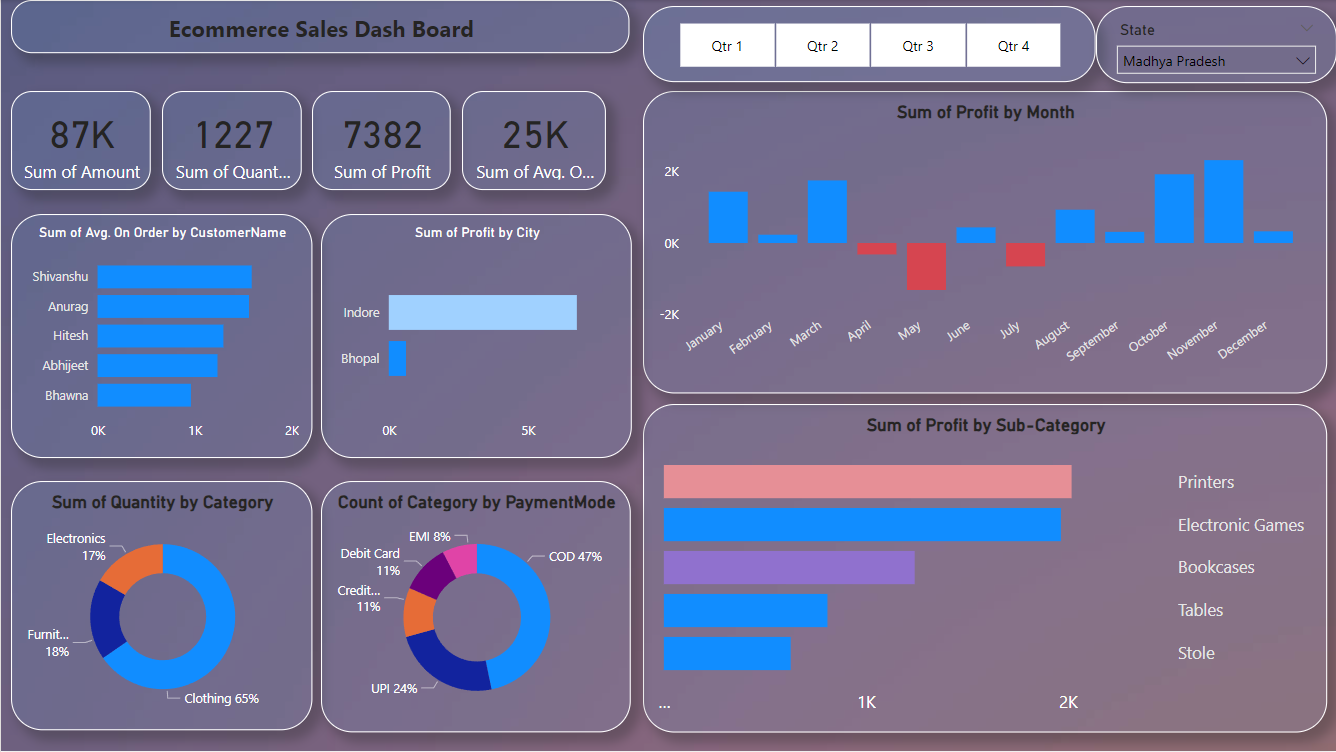 Ecommerce Sales Dash Board
Qtr 1
Qtr 2
Qtr 3
Qtr 4
State
Madhya Pradesh
87K
Sum of Amount
1227
Sum of Quant...
7382
Sum of Profit
25K
Sum of Avg. O...
Sum of Profit by Month
2K
0K
-2K
January
February
March
April
May
June
July
August
September
October
November
December
Sum of Avg. On Order by CustomerName
Shivanshu
Anurag
Hitesh
Abhijeet
Bhawna
0K
1K
2K
Sum of Profit by City
Indore
Bhopal
0K
5K
Sum of Profit by Sub-Category
Printers
Electronic Games
Bookcases
Tables
Stole
...
1K
2K
Sum of Quantity by Category
Electronics
17%
Furnit...
18%
Clothing 65%
Count of Category by PaymentMode
EMI 8%
Debit Card
11%
Credit...
11%
UPI 24%
COD 47%